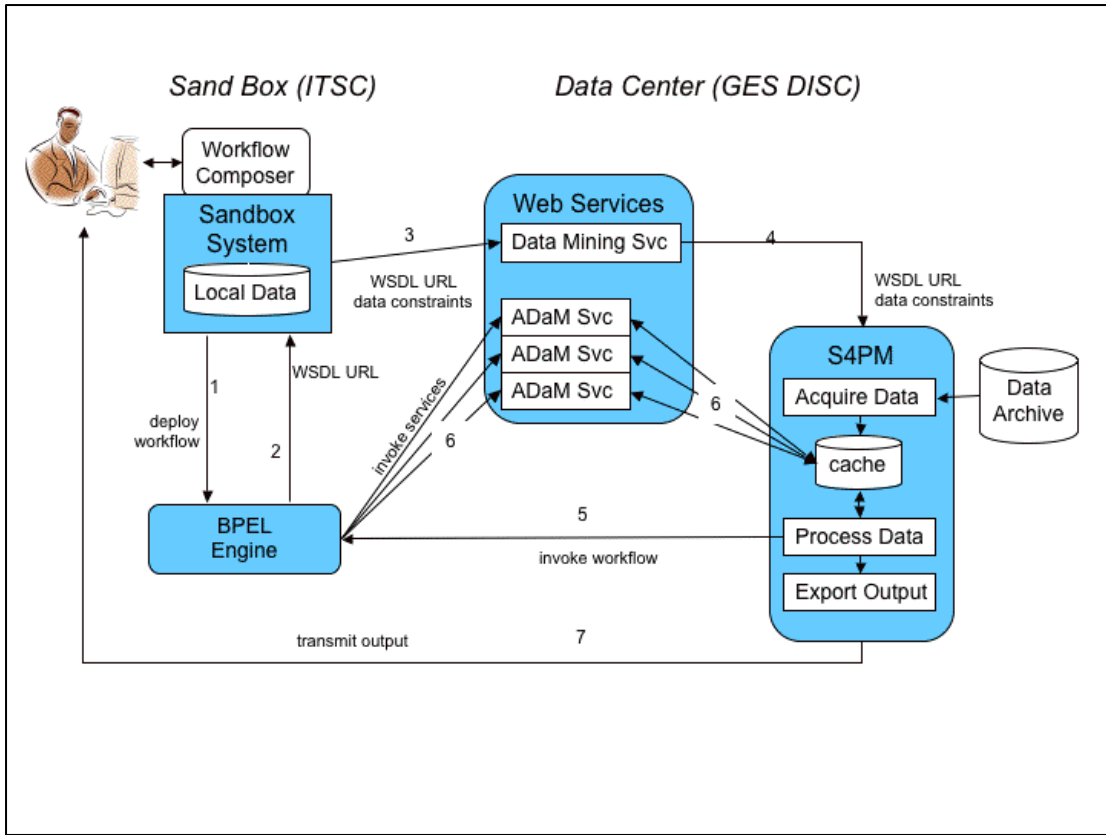 Sand Box (ITSC)
Data Center (GES DISC)
Workflow
Composer
Sandbox
System
Local Data
3
WSDL URL
data constraints
Web Services
Data Mining Svc
ADaM Svc
ADaM Svc
ADaM Svc
4
WSDL URL
data constraints
1
deploy
workflow
2
WSDL URL
invoke services
6
6
S4PM
Acquire Data
cache
Process Data
Export Output
Data
Archive
BPEL
Engine
5
invoke workflow
transmit output
7